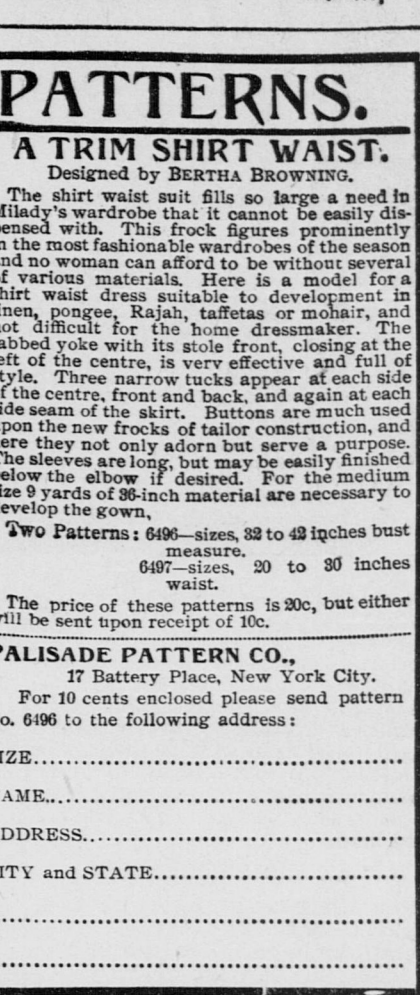 PATTERNS.
A TRIM SHIRT WAIST.
Designed by BERTHA BROWNING.
The shirt waist suit fills so large a need in
Milady's wardrobe that it cannot be easily dis-
ensed with. This frock figures prominently
n the most fashionable wardrobes of the season
nd no woman can afford to be without several
f various materials. Here is a model for a
hirt waist dress suitable to development in
inen, pongee, Rajah, taffetas or mohair, and
ot difficult for the home dressmaker. The
abbed yoke with its stole front, closing at the
eft of the centre, is very effective and full of
tyle. Three narrow tucks appear at each side
f the centre, front and back, and again at each
ide seam of the skirt. Buttons are much used
pon the new frocks of tailor construction, and
ere they not only adorn but serve a purpose.
The sleeves are long, but may be easily finished
elow the elbow if desired. For the medium
ize 9 yards of 36-inch material are necessary to
evelop the gown,
Two Patterns: 6496—sizes, 32 to 42 inches bust
measure.
6497—sizes, 20 to 30 inches
waist.
The price of these patterns is 20c, but either
will be sent upon receipt of 10c.
PALISADE PATTERN CO.,
17 Battery Place, New York City.
For 10 cents enclosed please send pattern
o. 6496 to the following address:
IZE
AME
DDRESS
ITY and STATE